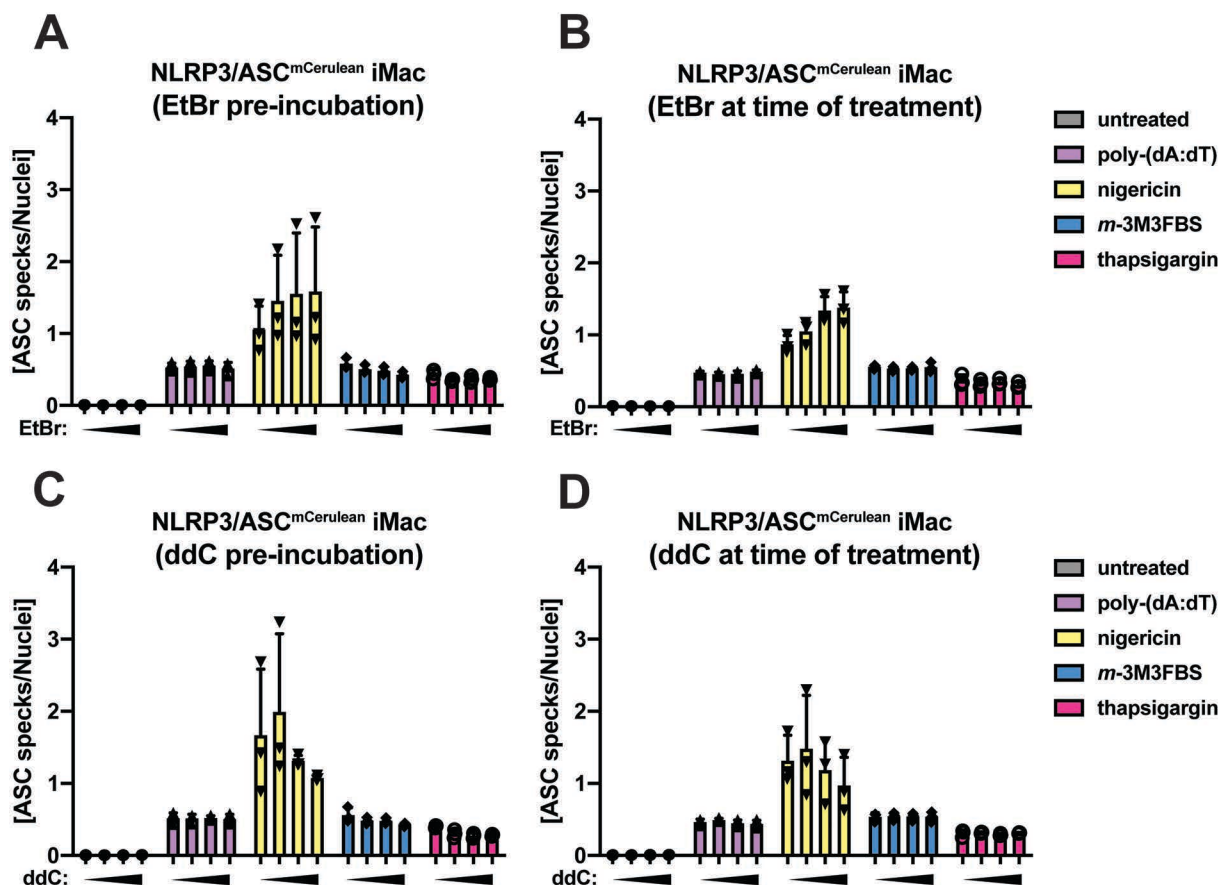 A
NLRP3/ASCmCerulean iMac
(EtBr pre-incubation)
[ASC specks/Nuclei]
4
3
2
1
0
EtBr:
B
NLRP3/ASCmCerulean iMac
(EtBr at time of treatment)
[ASC specks/Nuclei]
4
3
2
1
0
EtBr:
untreated
poly-(dA:dT)
nigericin
m-3M3FBS
thapsigargin
C
NLRP3/ASCmCerulean iMac
(ddC pre-incubation)
[ASC specks/Nuclei]
4
3
2
1
0
ddC:
D
NLRP3/ASCmCerulean iMac
(ddC at time of treatment)
[ASC specks/Nuclei]
4
3
2
1
0
ddC:
untreated
poly-(dA:dT)
nigericin
m-3M3FBS
thapsigargin